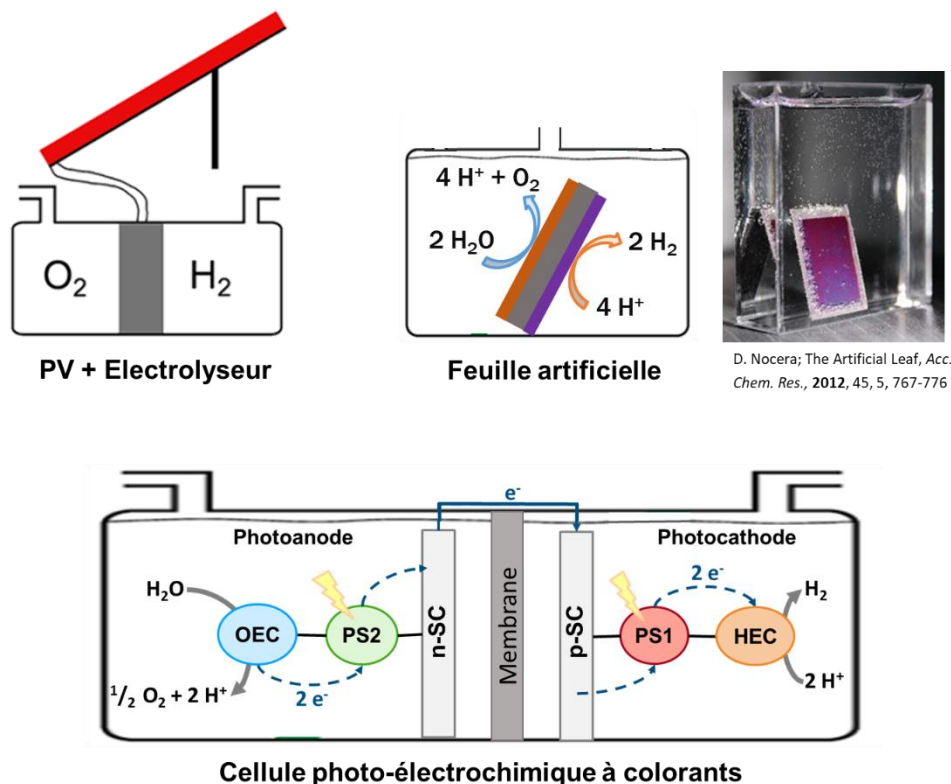 O₂
H₂
PV + Electrolyseur
4 H⁺ + O₂
2 H₂O
2 H₂
4 H⁺
Feuille artificielle
D. Nocera; The Artificial Leaf, Acc.
Chem. Res., 2012, 45, 5, 767-776
e⁻
Photoanode
Photocathode
H₂O
OEC
PS2
2 e⁻
½ O₂ + 2 H⁺
n-SC
Membrane
p-SC
2 e⁻
PS1
HEC
H₂
2 H⁺
Cellule photo-électrochimique à colorants